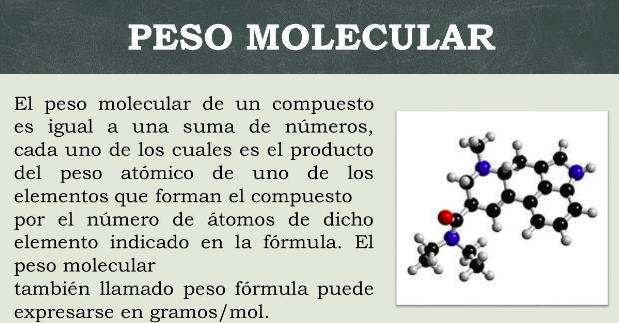 PESO MOLECULAR
El peso molecular de un compuesto
es igual a una suma de números,
cada uno de los cuales es el producto
del peso atómico de uno de los
elementos que forman el compuesto
por el número de átomos de dicho
elemento indicado en la fórmula. El
peso molecular
también llamado peso fórmula puede
expresarse en gramos/mol.